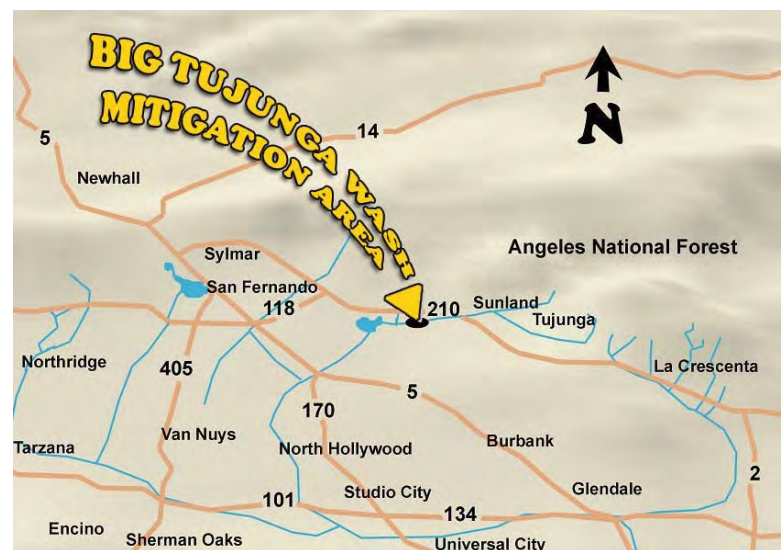 BIG TUJUNGA WASH
MITIGATION AREA
N
14
5
Newhall
Sylmar
Angeles National Forest
San Fernando
118
210
Sunland
Tujunga
Northridge
405
La Crescenta
5
170
Van Nuys
North Hollywood
Burbank
Tarzana
2
101
Studio City
134
Glendale
Encino
Sherman Oaks
Universal City